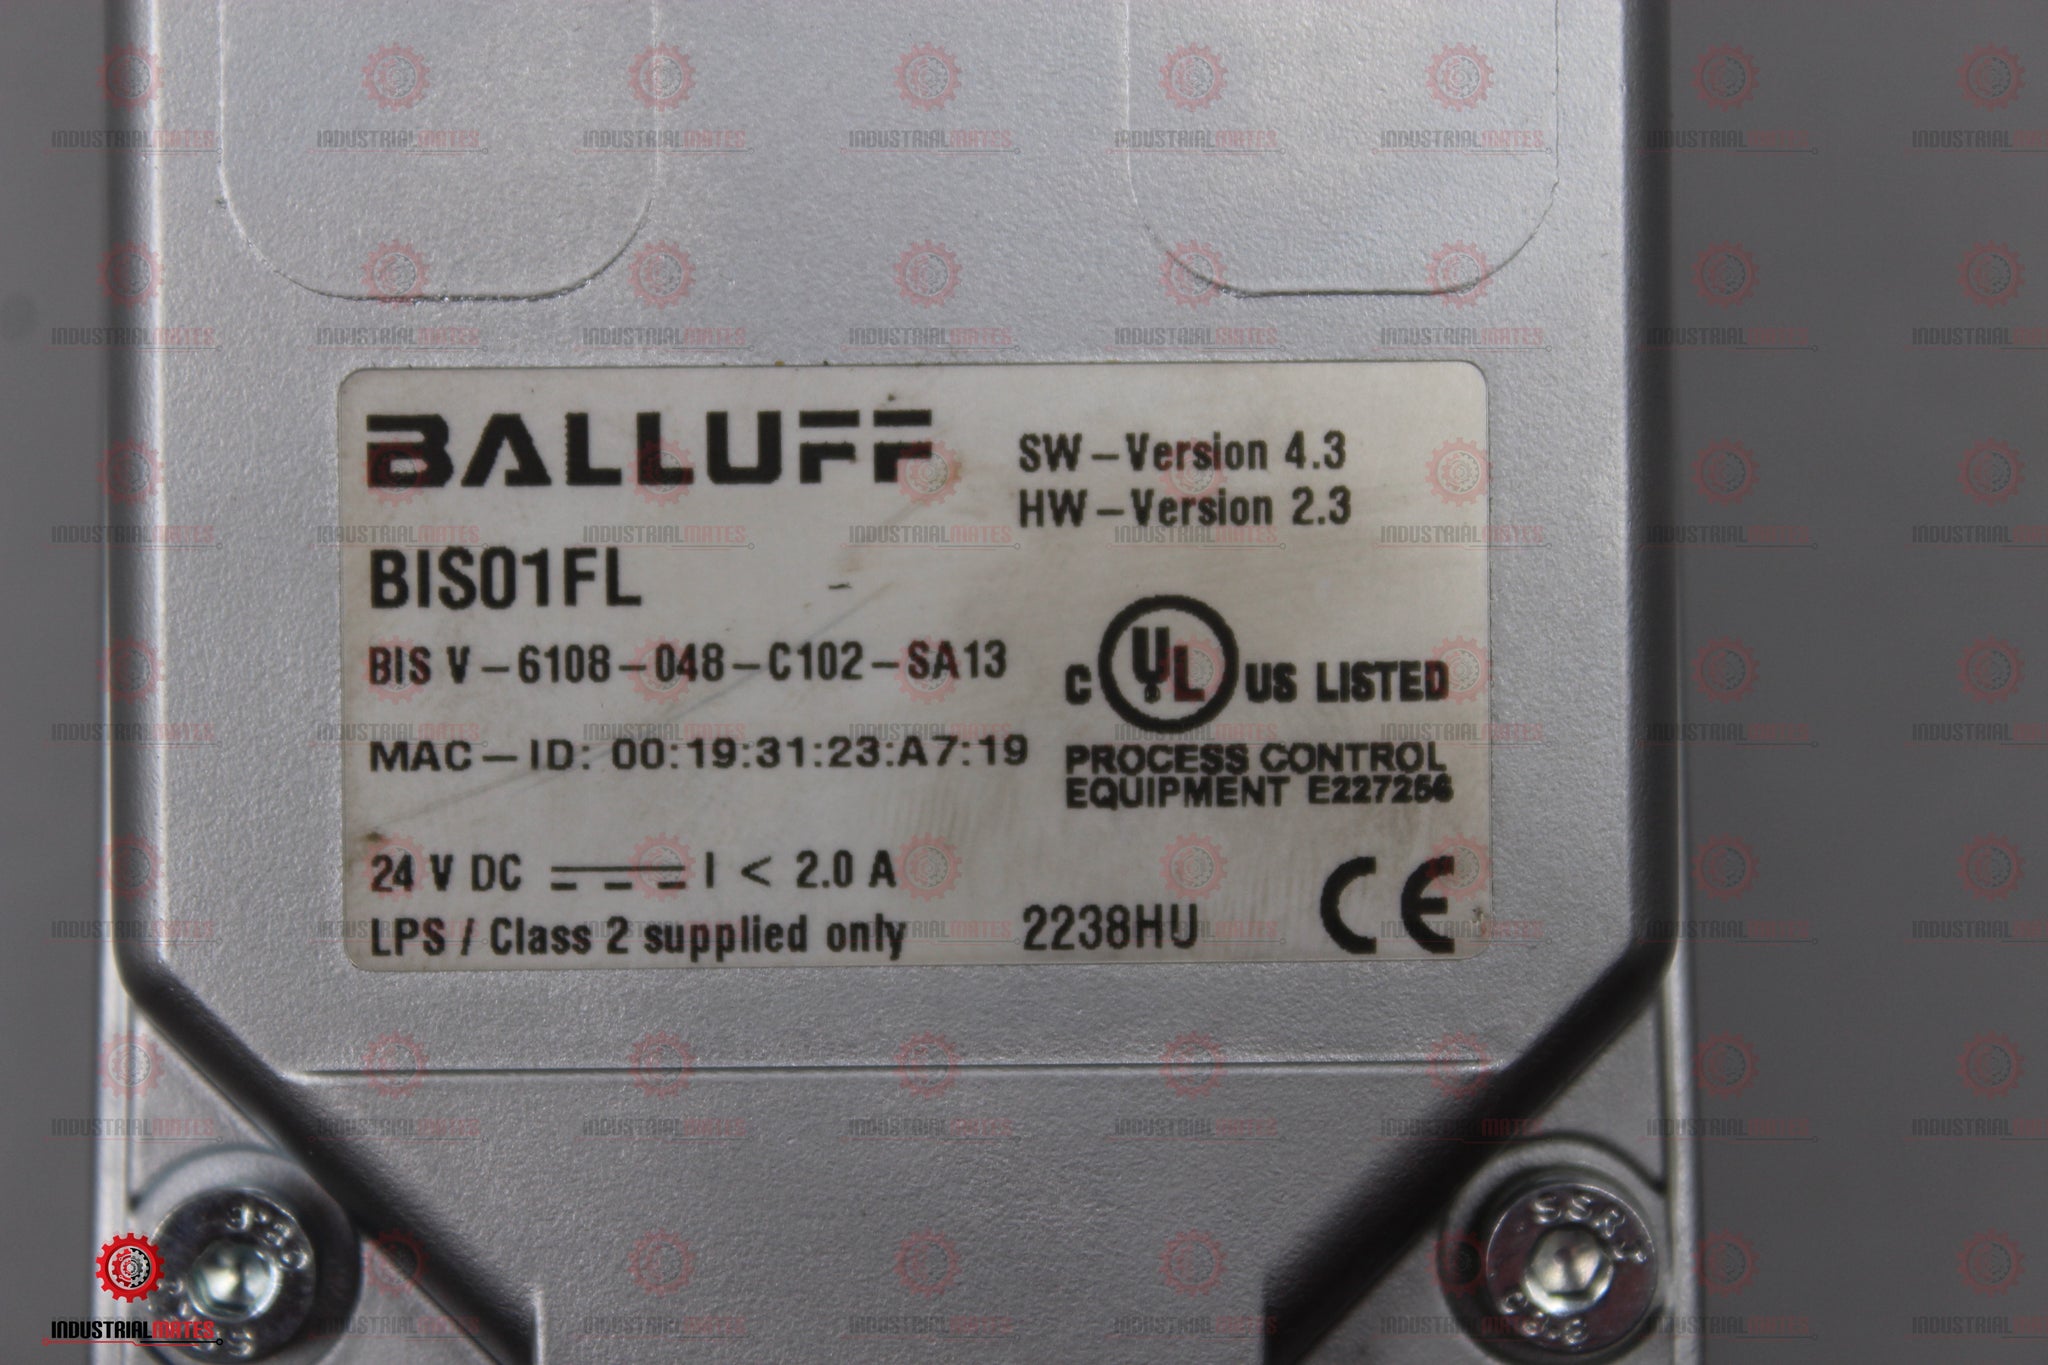 BALLUFF
SW-Version 4.3
HW-Version 2.3
BIS01FL
BIS V-6108-048-C102-SA13
MAC-ID: 00:19:31:23:A7:19
C UL US LISTED
PROCESS CONTROL
EQUIPMENT E227256
24 V DC I < 2.0 A
LPS / Class 2 supplied only
2238HU
CE
INDUSTRIALMATES